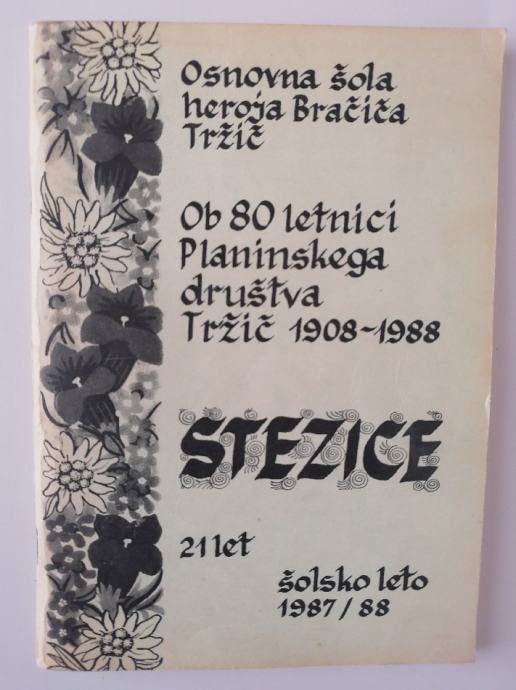 Osnovna šola
heroja Bračiča
Tržič
Ob 80 letnici
Planinskega
društva
Tržič 1908-1988
STEZICE
21 let
šolsko leto
1987/88